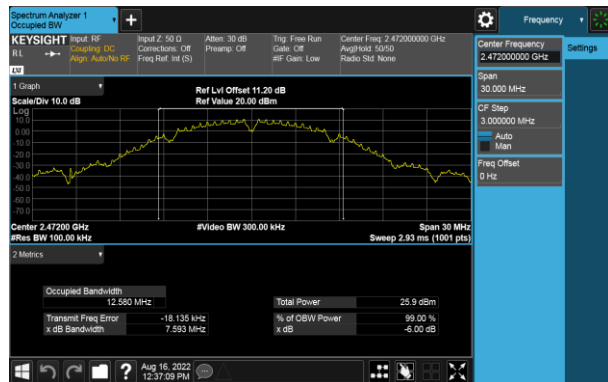 Spectrum Analyzer 1
Occupied BW
+
Frequency
KEYSIGHT
RL
Input: RF
Coupling: DC
Align: Auto/No RF
Input Z: 50 Ω
Corrections: Off
Freq Ref: Int (S)
Atten: 30 dB
Preamp: Off
Trig: Free Run
Gate: Off
#IF Gain: Low
Center Freq: 2.472000000 GHz
Avg|Hold: 50/50
Radio Std: None
LXI
Center Frequency
2.472000000 GHz
Settings
Span
30.000 MHz
CF Step
3.000000 MHz
Auto
Man
Freq Offset
0 Hz
1 Graph
Scale/Div 10.0 dB
Ref Lvl Offset 11.20 dB
Ref Value 20.00 dBm
Log
10.0
0.00
-10.0
-20.0
-30.0
-40.0
-50.0
-60.0
-70.0
Center 2.47200 GHz
#Res BW 100.00 kHz
#Video BW 300.00 kHz
Span 30 MHz
Sweep 2.93 ms (1001 pts)
2 Metrics
Occupied Bandwidth
12.580 MHz
Total Power 25.9 dBm
Transmit Freq Error -18.135 kHz
% of OBW Power 99.00 %
x dB Bandwidth 7.593 MHz
x dB -6.00 dB
?
Aug 16, 2022
12:37:09 PM